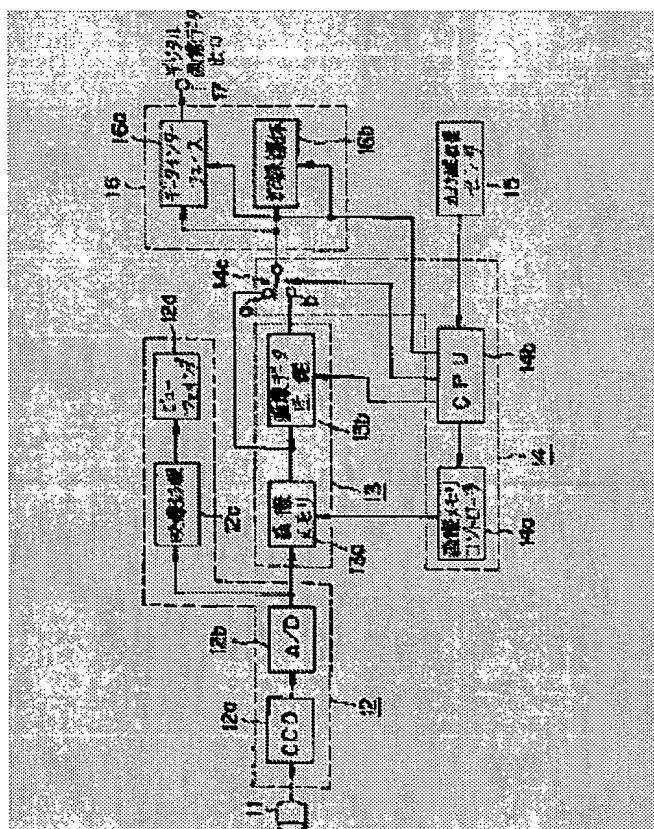 11
CCD
12a
A/D
12b
12
12c
ビュー
ファインダ
12d
画像
メモリ
13a
画像データ
圧縮
13b
13
a
b
14c
画像メモリ
コントローラ
14a
CPU
14b
14
15
データインター
フェース
16a
16b
16
デジタル
画像データ
出力
17